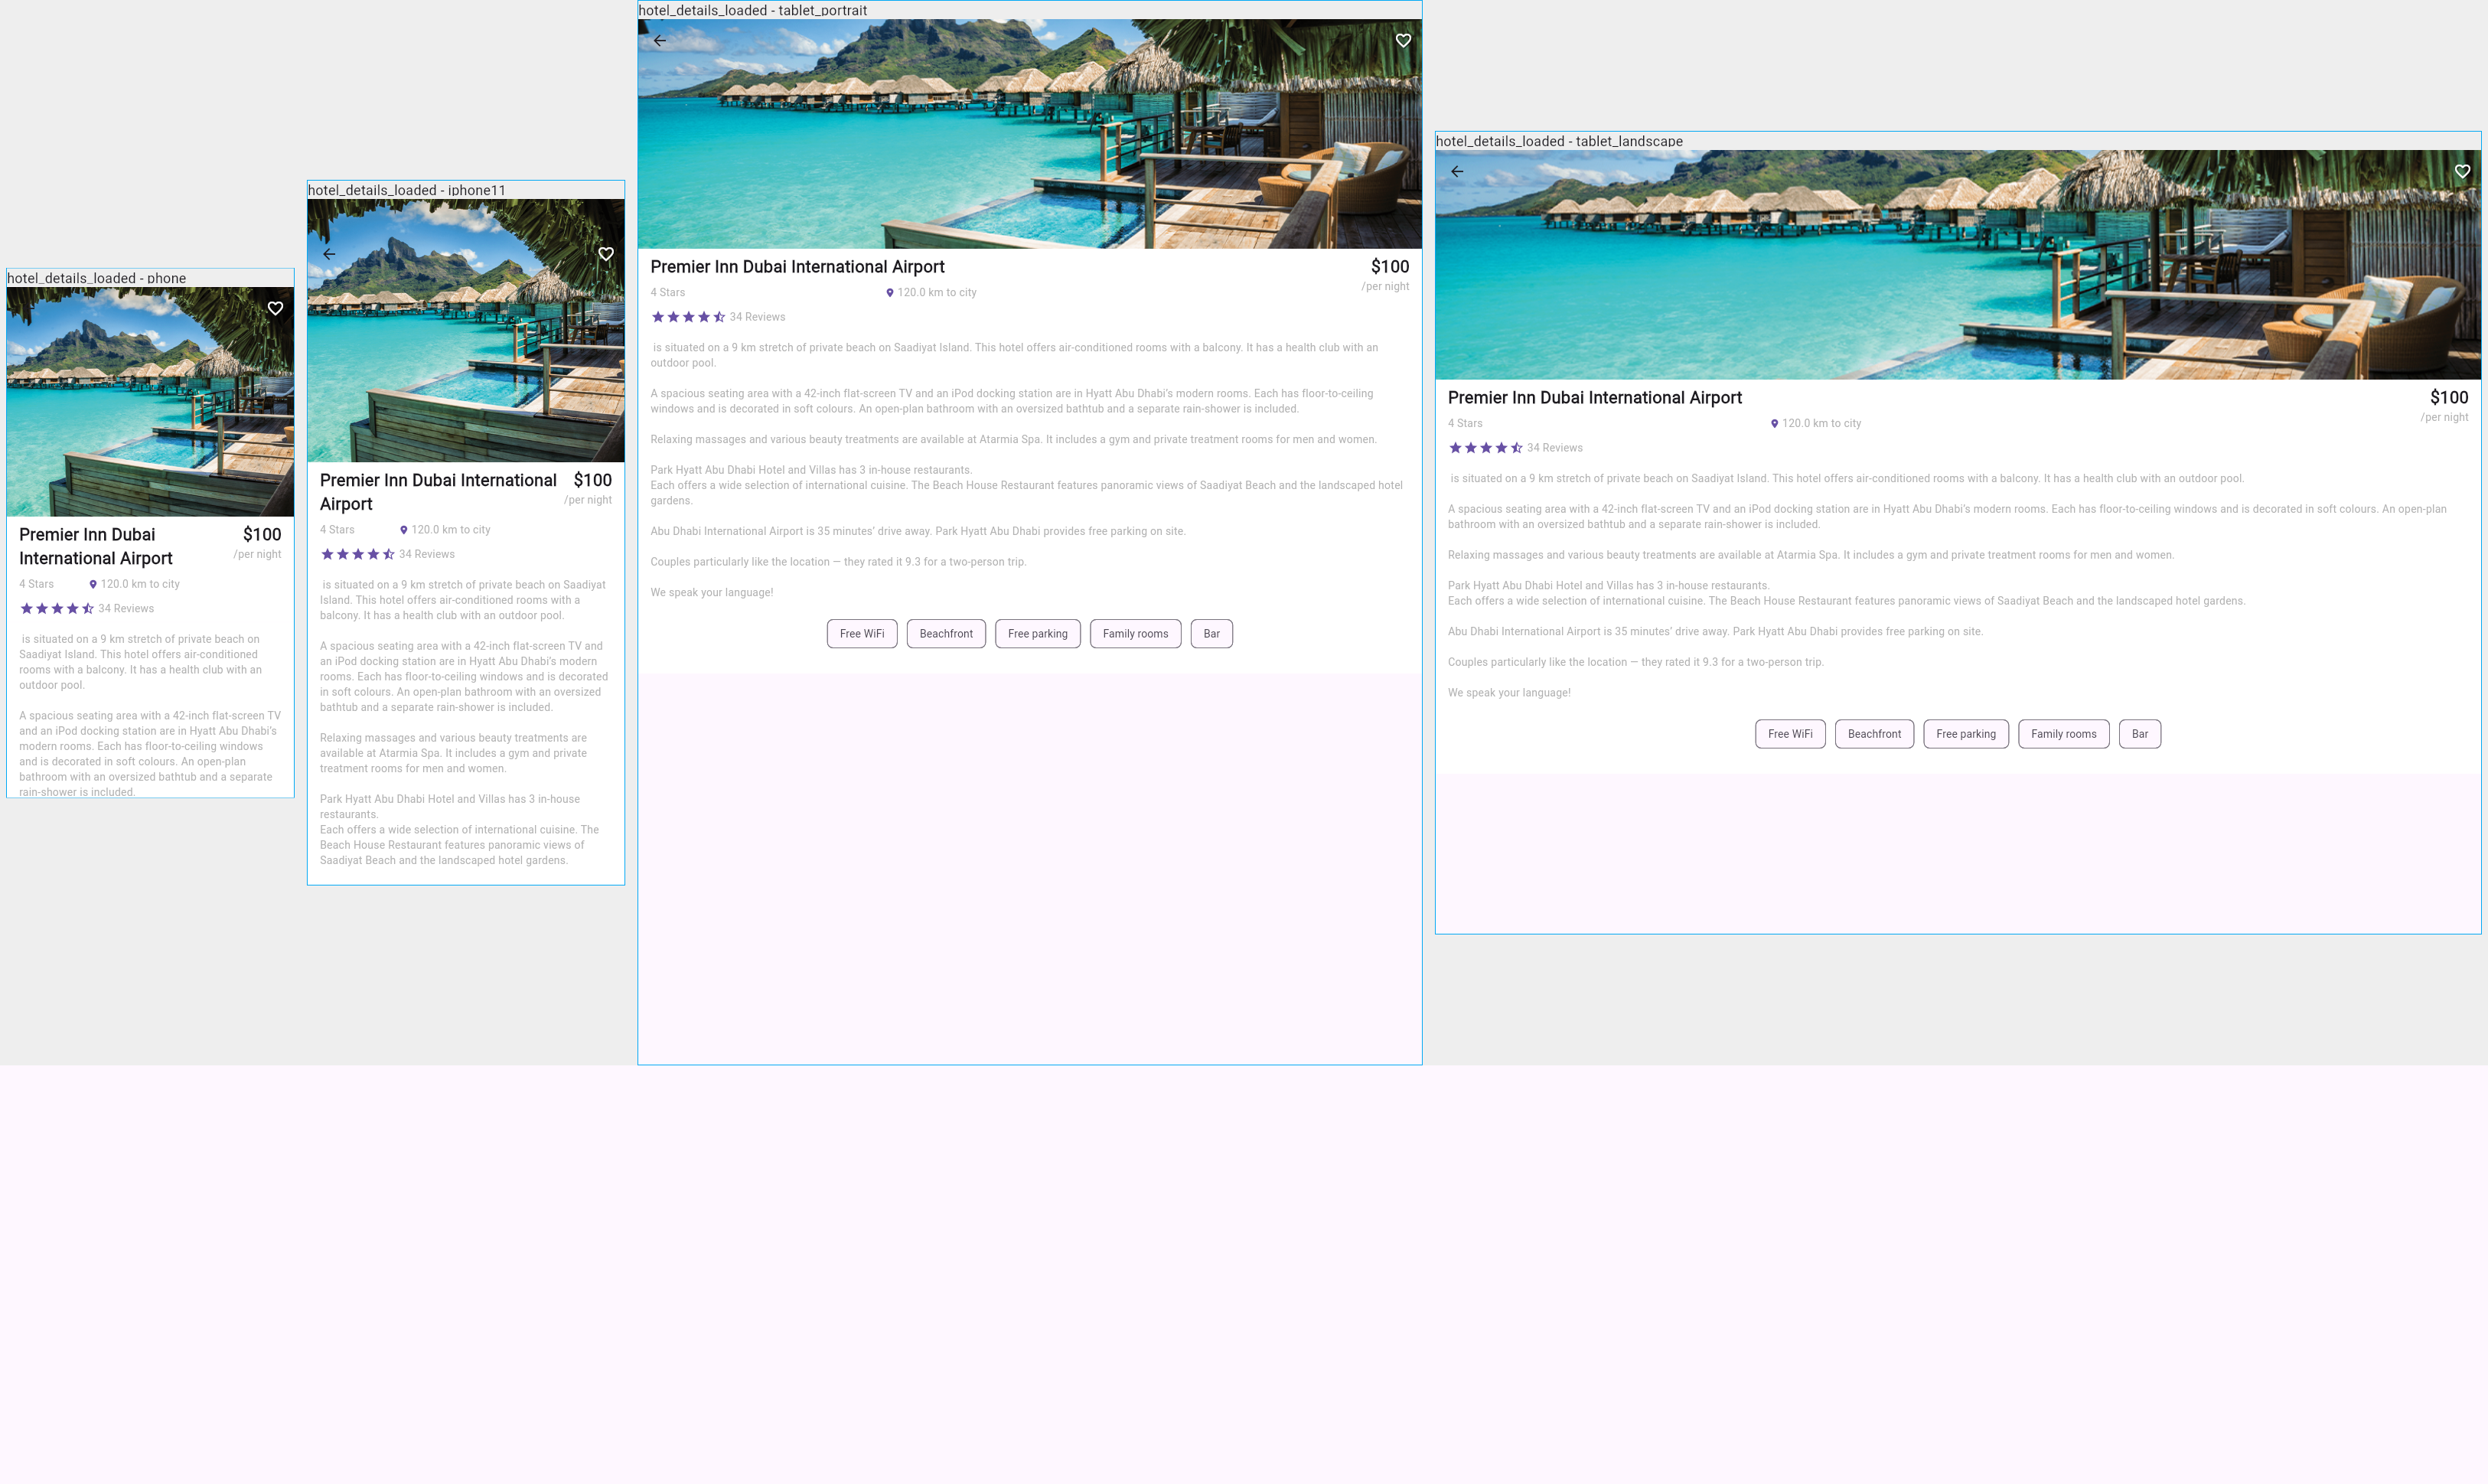 hotel_details_loaded - phone
Premier Inn Dubai
International Airport
$100
/per night
4 Stars
120.0 km to city
34 Reviews
is situated on a 9 km stretch of private beach on
Saadiyat Island. This hotel offers air-conditioned
rooms with a balcony. It has a health club with an
outdoor pool.
A spacious seating area with a 42-inch flat-screen TV
and an iPod docking station are in Hyatt Abu Dhabi's
modern rooms. Each has floor-to-ceiling windows
and is decorated in soft colours. An open-plan
bathroom with an oversized bathtub and a separate
rain-shower is included.
hotel_details_loaded - iphone11
Premier Inn Dubai International
Airport
$100
/per night
4 Stars
120.0 km to city
34 Reviews
is situated on a 9 km stretch of private beach on Saadiyat
Island. This hotel offers air-conditioned rooms with a
balcony. It has a health club with an outdoor pool.
A spacious seating area with a 42-inch flat-screen TV and
an iPod docking station are in Hyatt Abu Dhabi's modern
rooms. Each has floor-to-ceiling windows and is decorated
in soft colours. An open-plan bathroom with an oversized
bathtub and a separate rain-shower is included.
Relaxing massages and various beauty treatments are
available at Atarmia Spa. It includes a gym and private
treatment rooms for men and women.
Park Hyatt Abu Dhabi Hotel and Villas has 3 in-house
restaurants.
Each offers a wide selection of international cuisine. The
Beach House Restaurant features panoramic views of
Saadiyat Beach and the landscaped hotel gardens.
hotel_details_loaded - tablet_portrait
Premier Inn Dubai International Airport
$100
/per night
4 Stars
120.0 km to city
34 Reviews
is situated on a 9 km stretch of private beach on Saadiyat Island. This hotel offers air-conditioned rooms with a balcony. It has a health club with an
outdoor pool.
A spacious seating area with a 42-inch flat-screen TV and an iPod docking station are in Hyatt Abu Dhabi's modern rooms. Each has floor-to-ceiling
windows and is decorated in soft colours. An open-plan bathroom with an oversized bathtub and a separate rain-shower is included.
Relaxing massages and various beauty treatments are available at Atarmia Spa. It includes a gym and private treatment rooms for men and women.
Park Hyatt Abu Dhabi Hotel and Villas has 3 in-house restaurants.
Each offers a wide selection of international cuisine. The Beach House Restaurant features panoramic views of Saadiyat Beach and the landscaped hotel
gardens.
Abu Dhabi International Airport is 35 minutes' drive away. Park Hyatt Abu Dhabi provides free parking on site.
Couples particularly like the location — they rated it 9.3 for a two-person trip.
We speak your language!
Free WiFi
Beachfront
Free parking
Family rooms
Bar
hotel_details_loaded - tablet_landscape
Premier Inn Dubai International Airport
$100
/per night
4 Stars
120.0 km to city
34 Reviews
is situated on a 9 km stretch of private beach on Saadiyat Island. This hotel offers air-conditioned rooms with a balcony. It has a health club with an outdoor pool.
A spacious seating area with a 42-inch flat-screen TV and an iPod docking station are in Hyatt Abu Dhabi's modern rooms. Each has floor-to-ceiling windows and is decorated in soft colours. An open-plan
bathroom with an oversized bathtub and a separate rain-shower is included.
Relaxing massages and various beauty treatments are available at Atarmia Spa. It includes a gym and private treatment rooms for men and women.
Park Hyatt Abu Dhabi Hotel and Villas has 3 in-house restaurants.
Each offers a wide selection of international cuisine. The Beach House Restaurant features panoramic views of Saadiyat Beach and the landscaped hotel gardens.
Abu Dhabi International Airport is 35 minutes' drive away. Park Hyatt Abu Dhabi provides free parking on site.
Couples particularly like the location — they rated it 9.3 for a two-person trip.
We speak your language!
Free WiFi
Beachfront
Free parking
Family rooms
Bar